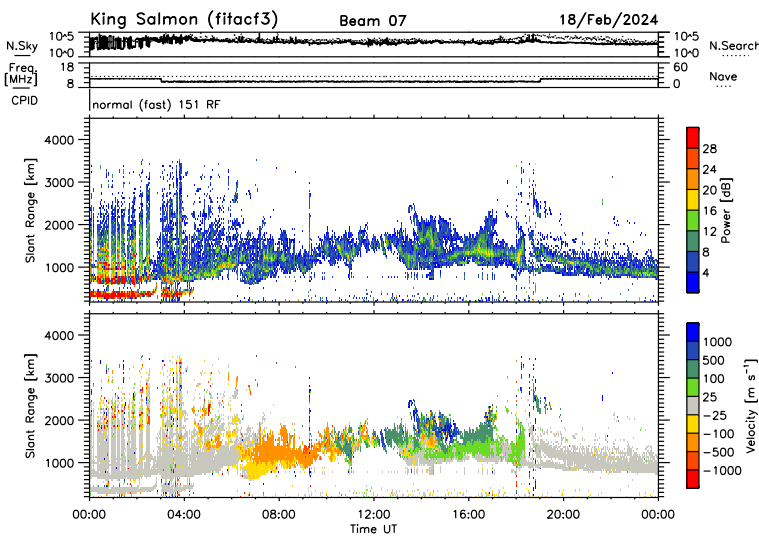 King Salmon (fitacf3) Beam 07 18/Feb/2024
N.Sky 10^5 10^0 10^5 10^0 N.Search
Freq. [MHz] 18 8 60 0 Nave
CPID normal (fast) 151 RF
Slant Range [km] 4000 3000 2000 1000
Power [dB] 28 24 20 16 12 8 4
Slant Range [km] 4000 3000 2000 1000
Velocity [m s⁻¹] 1000 500 100 25 −25 −100 −500 −1000
00:00 04:00 08:00 12:00 16:00 20:00 00:00
Time UT